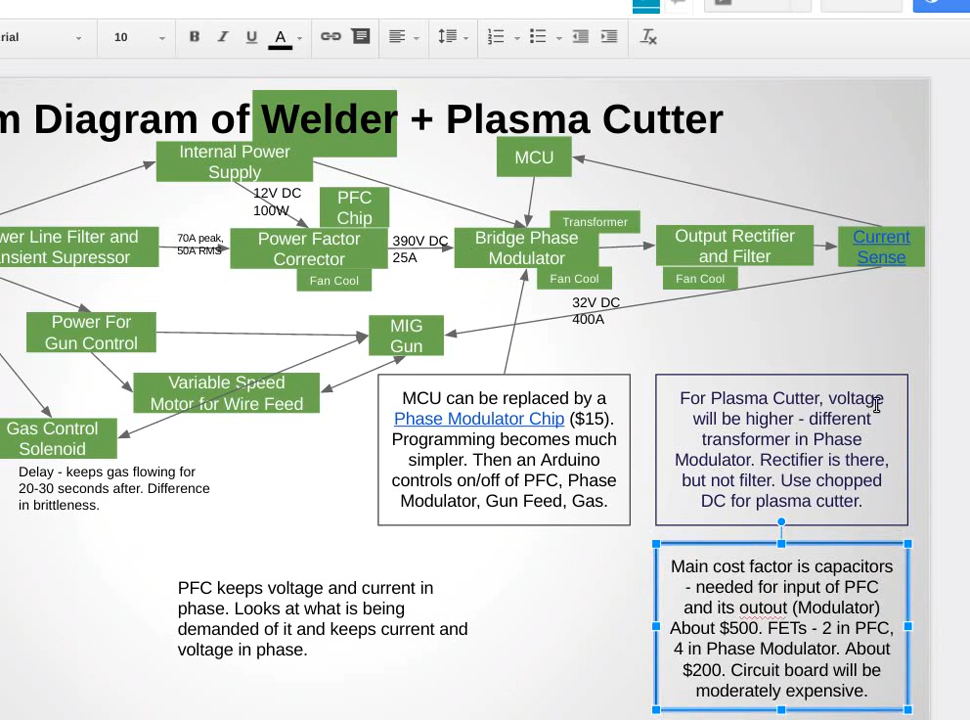 rial
10
B I U A
m Diagram of Welder + Plasma Cutter
Internal Power
Supply
MCU
12V DC
100W
PFC
Chip
Transformer
wer Line Filter and
ansient Supressor
70A peak,
50A RMS
Power Factor
Corrector
390V DC
25A
Bridge Phase
Modulator
Output Rectifier
and Filter
Current
Sense
Fan Cool
Fan Cool
Fan Cool
32V DC
400A
Power For
Gun Control
MIG
Gun
Variable Speed
Motor for Wire Feed
Gas Control
Solenoid
Delay - keeps gas flowing for
20-30 seconds after. Difference
in brittleness.
MCU can be replaced by a
Phase Modulator Chip ($15).
Programming becomes much
simpler. Then an Arduino
controls on/off of PFC, Phase
Modulator, Gun Feed, Gas.
For Plasma Cutter, voltage
will be higher - different
transformer in Phase
Modulator. Rectifier is there,
but not filter. Use chopped
DC for plasma cutter.
PFC keeps voltage and current in
phase. Looks at what is being
demanded of it and keeps current and
voltage in phase.
Main cost factor is capacitors
- needed for input of PFC
and its outout (Modulator)
About $500. FETs - 2 in PFC,
4 in Phase Modulator. About
$200. Circuit board will be
moderately expensive.